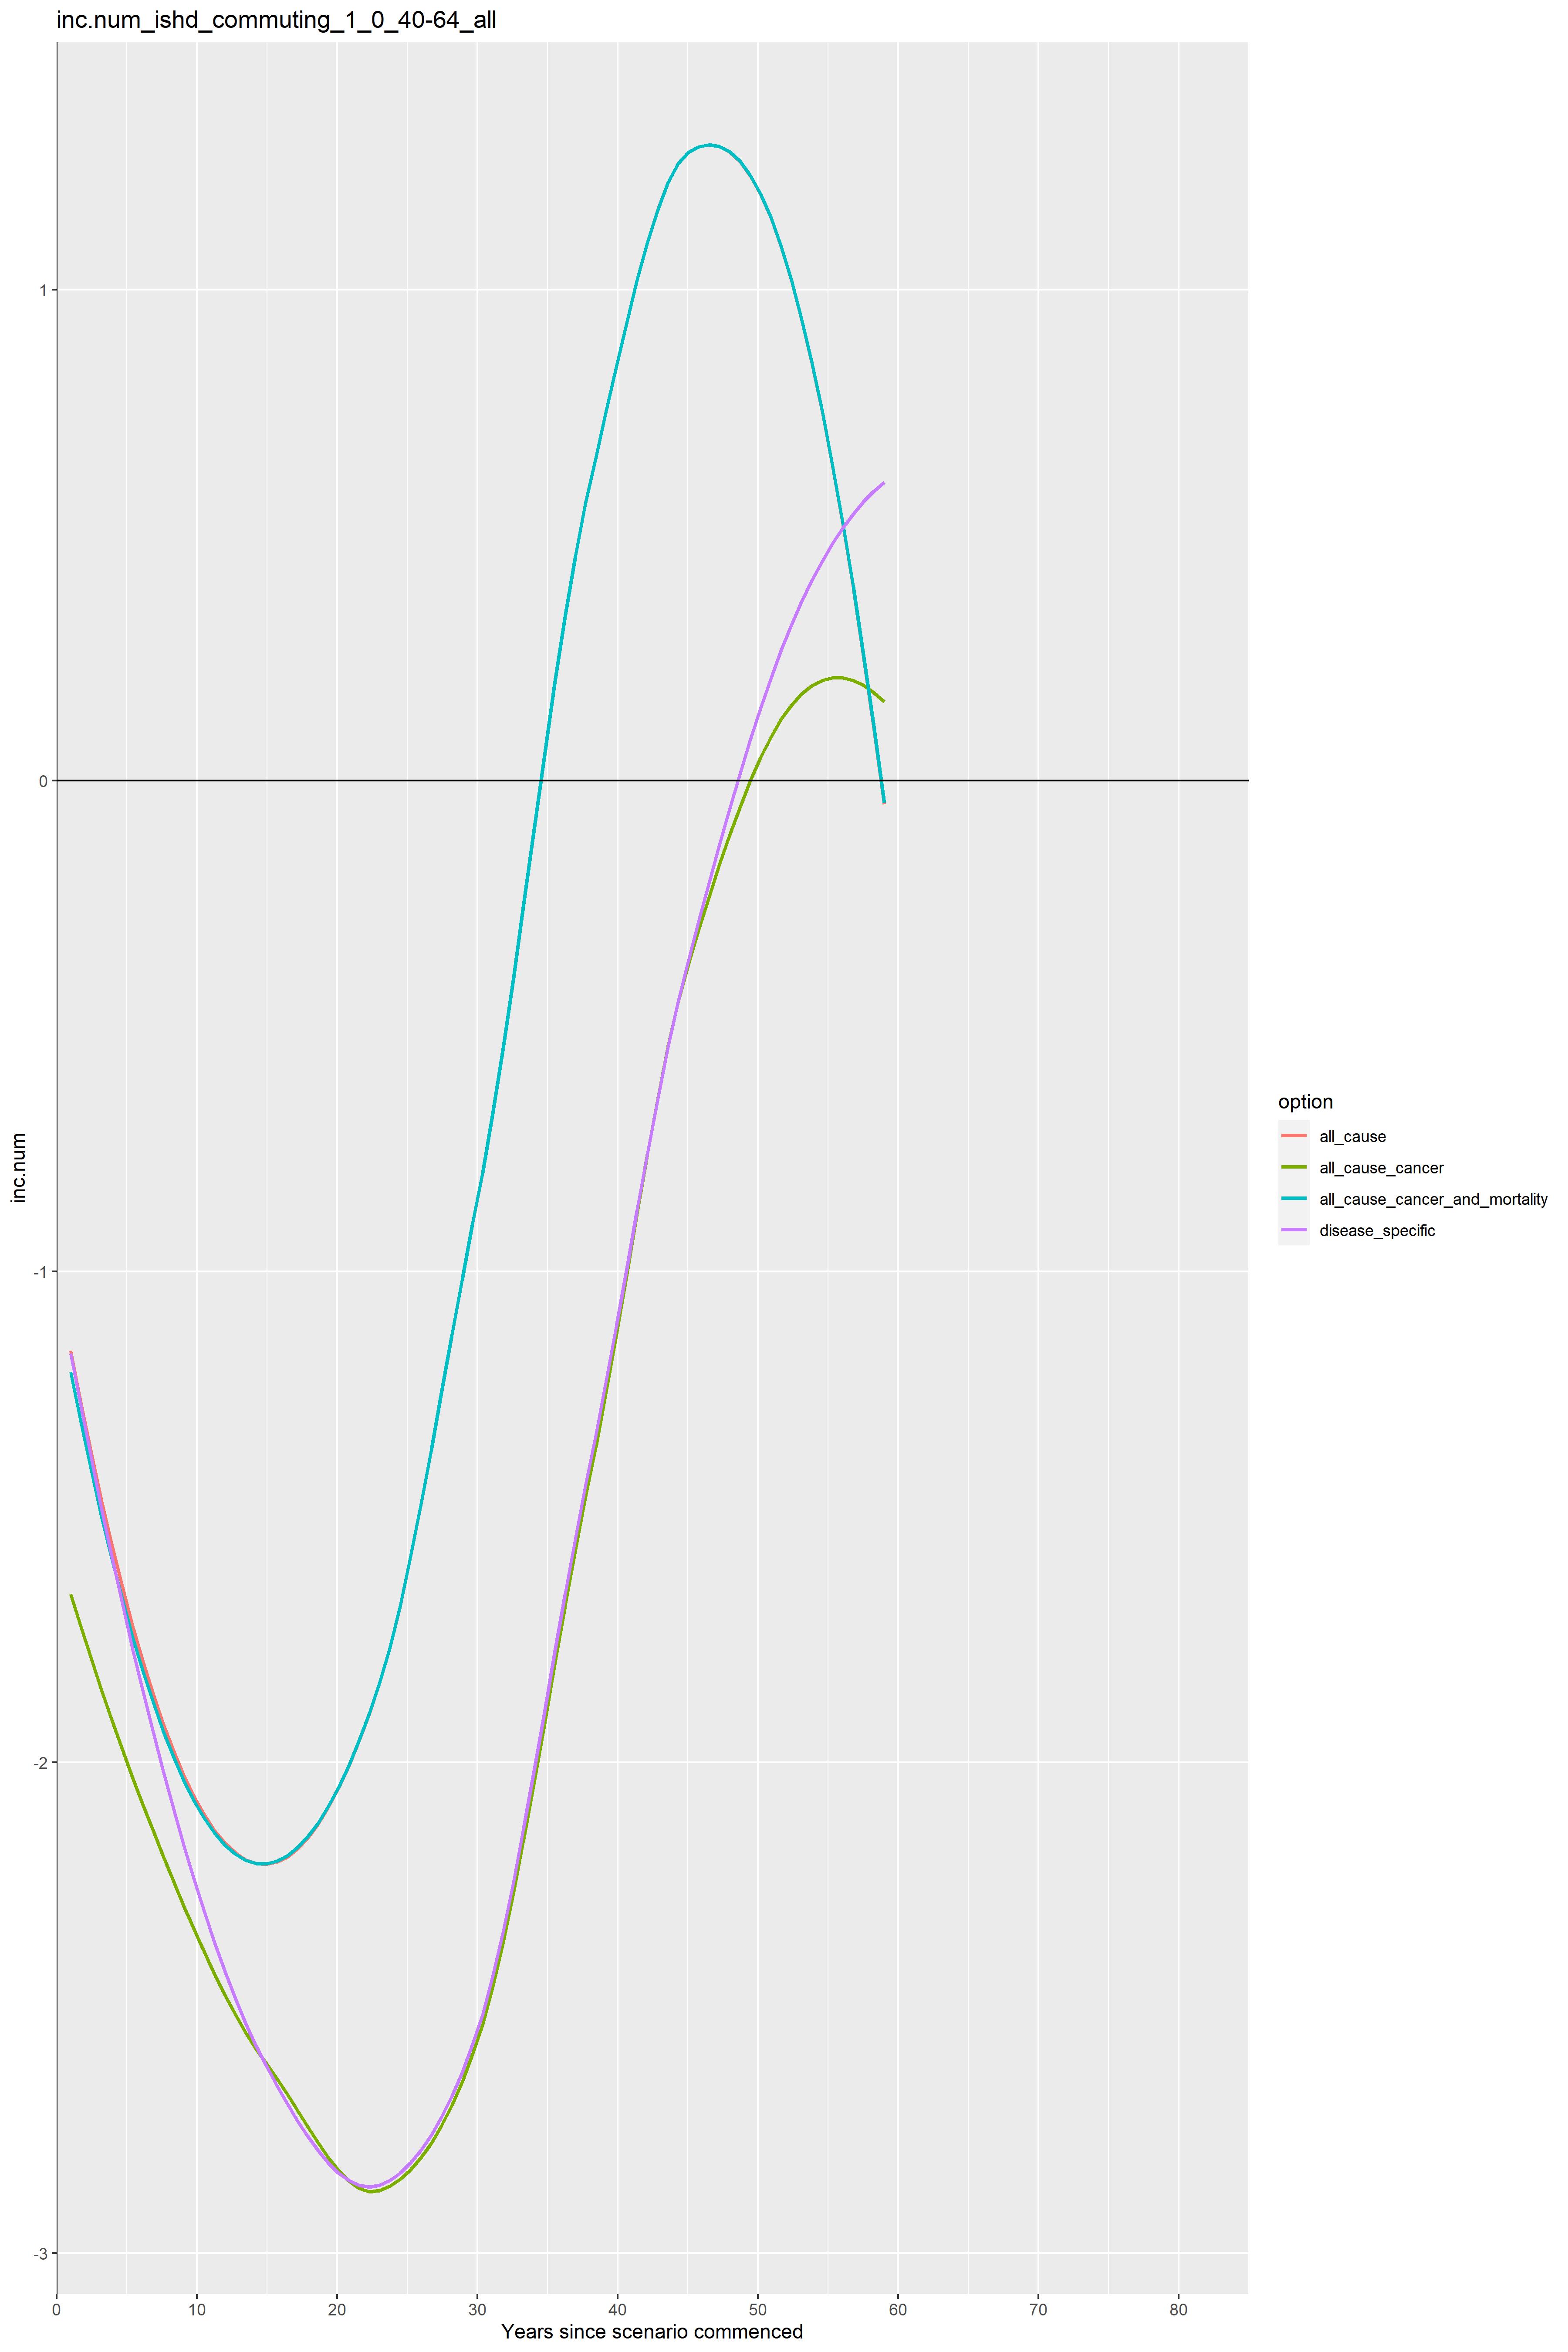 inc.num_ishd_commuting_1_0_40-64_all
1
0
-1
-2
-3
inc.num
0 10 20 30 40 50 60 70 80
Years since scenario commenced
option
all_cause
all_cause_cancer
all_cause_cancer_and_mortality
disease_specific